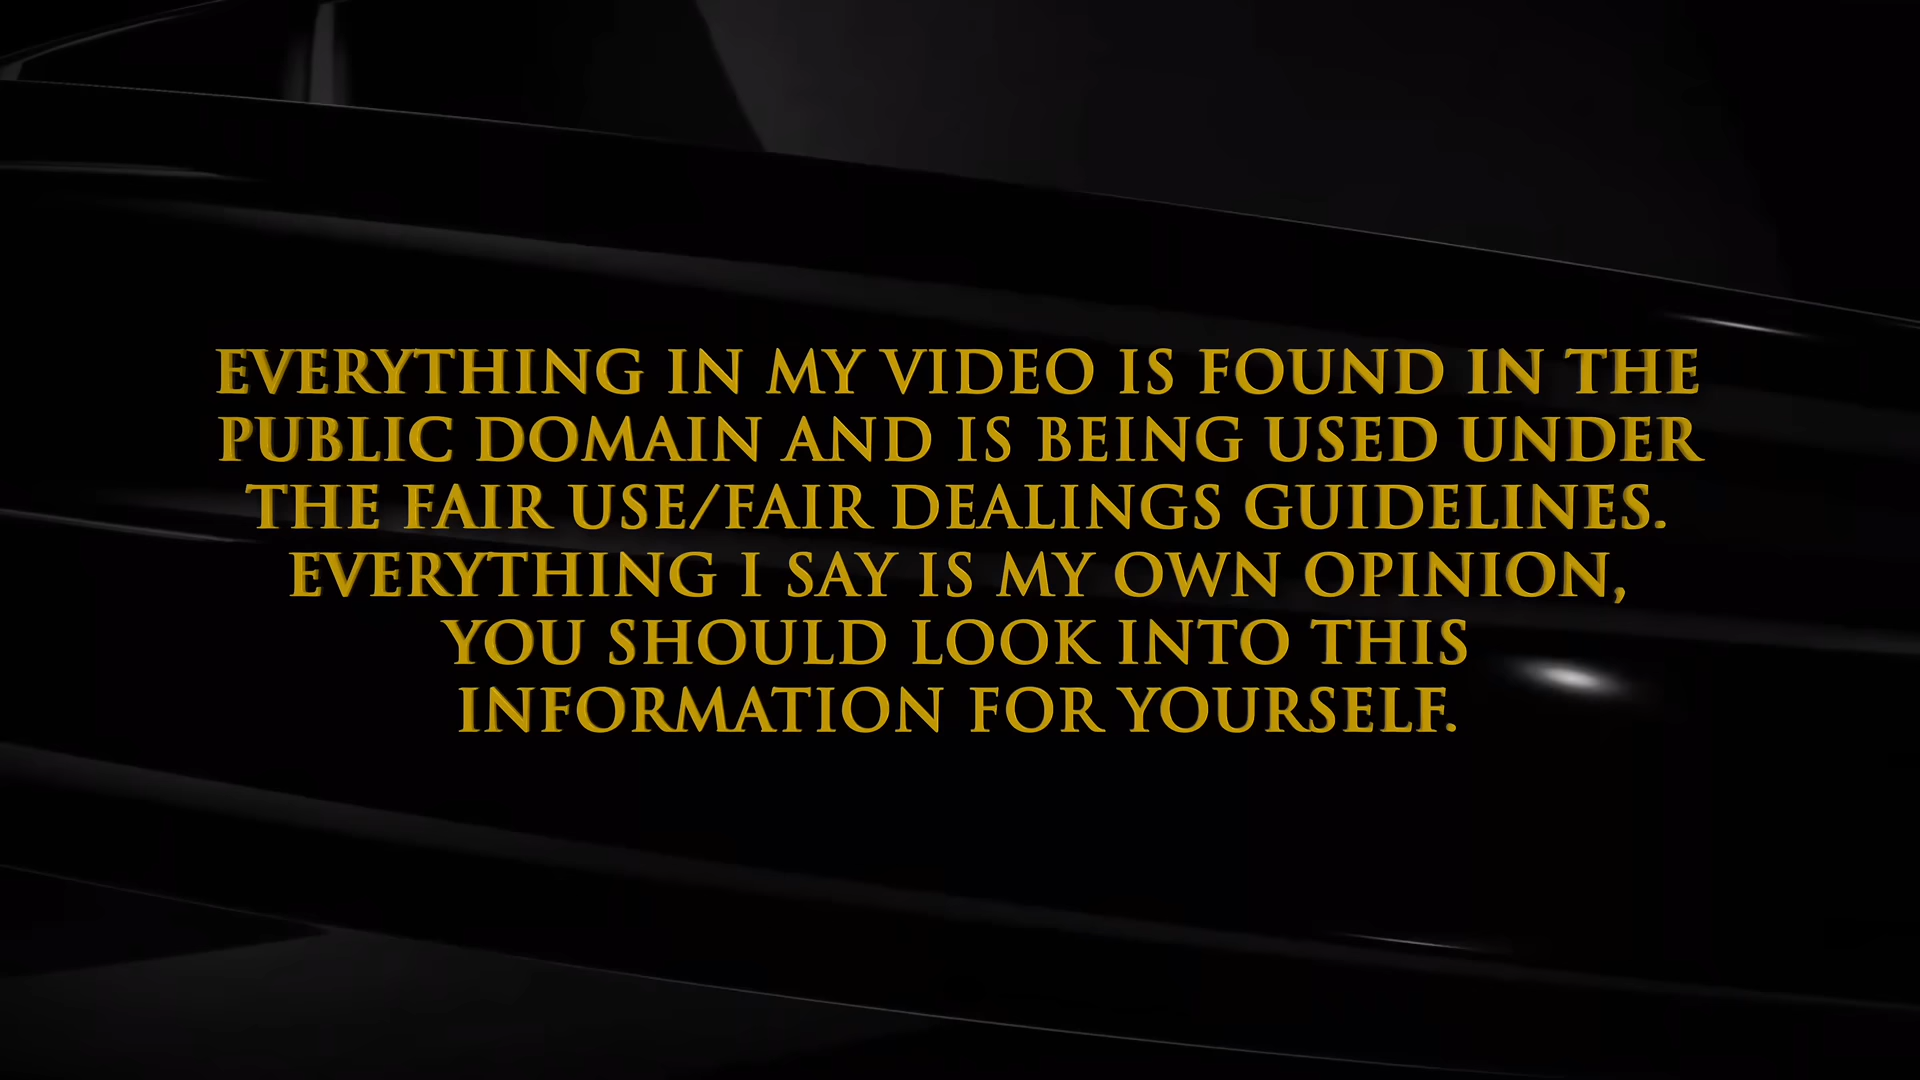 EVERYTHING IN MY VIDEO IS FOUND IN THE
PUBLIC DOMAIN AND IS BEING USED UNDER
THE FAIR USE/FAIR DEALINGS GUIDELINES.
EVERYTHING I SAY IS MY OWN OPINION,
YOU SHOULD LOOK INTO THIS
INFORMATION FOR YOURSELF.